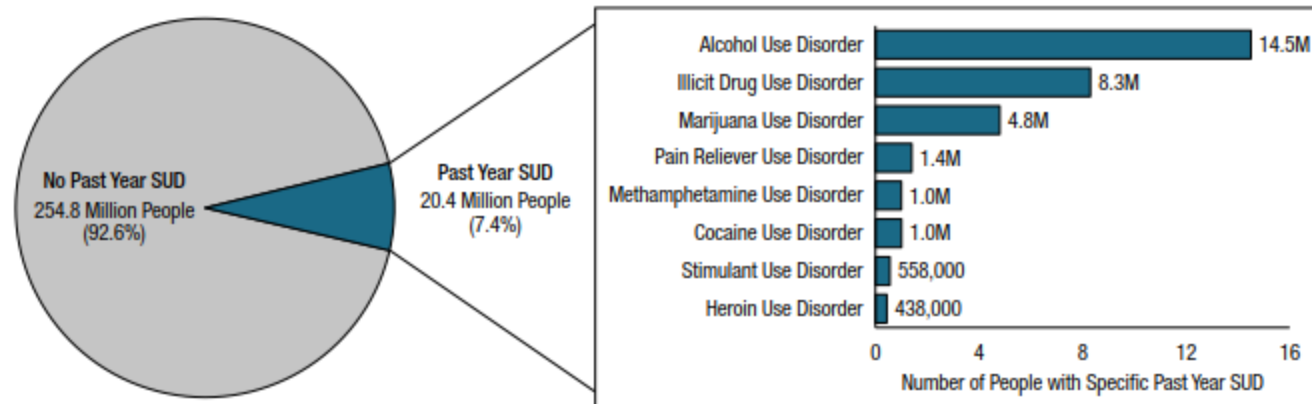 No Past Year SUD
254.8 Million People
(92.6%)
Past Year SUD
20.4 Million People
(7.4%)
Alcohol Use Disorder 14.5M
Illicit Drug Use Disorder 8.3M
Marijuana Use Disorder 4.8M
Pain Reliever Use Disorder 1.4M
Methamphetamine Use Disorder 1.0M
Cocaine Use Disorder 1.0M
Stimulant Use Disorder 558,000
Heroin Use Disorder 438,000
0 4 8 12 16
Number of People with Specific Past Year SUD